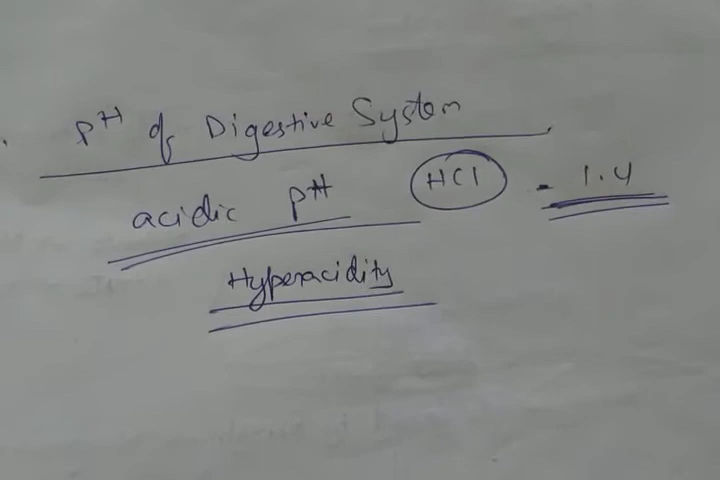 pH of Digestive System
acidic pH HCl - 1.4
Hyperacidity